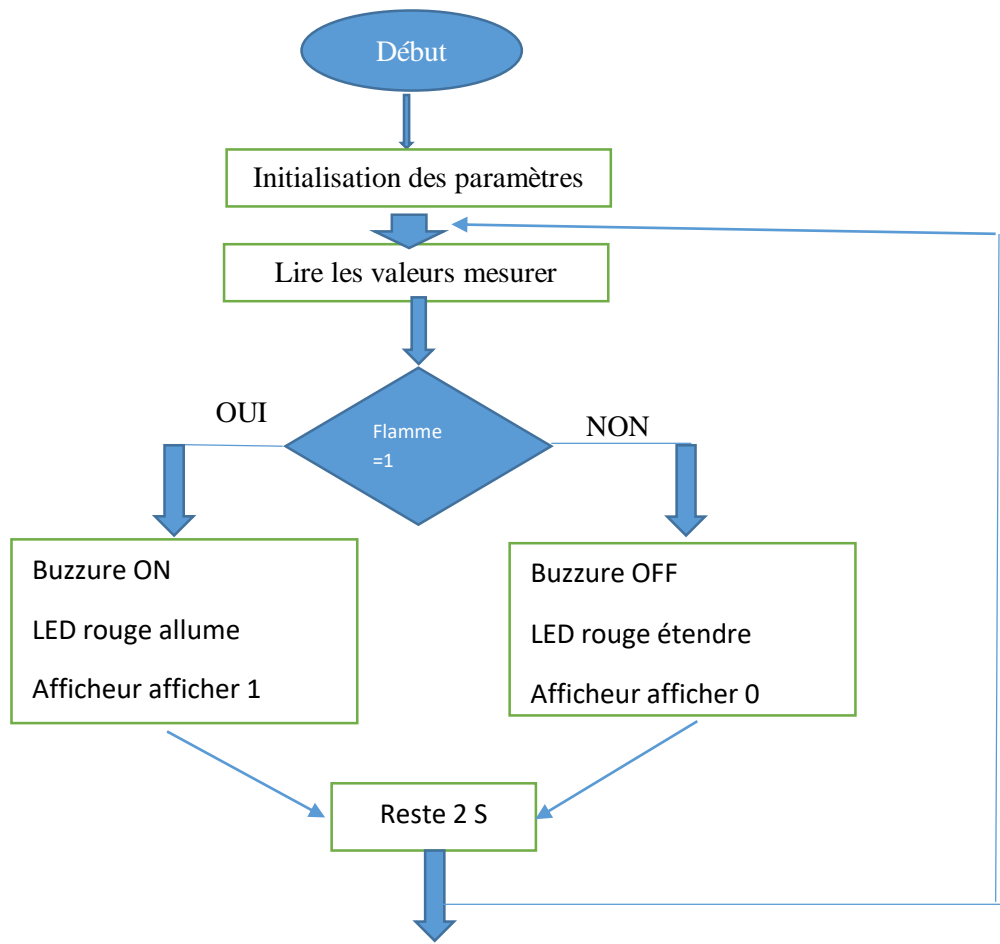 Début
Initialisation des paramètres
Lire les valeurs mesurer
OUI
Flamme
=1
NON
Buzzure ON
LED rouge allume
Afficheur afficher 1
Buzzure OFF
LED rouge étendre
Afficheur afficher 0
Reste 2 S